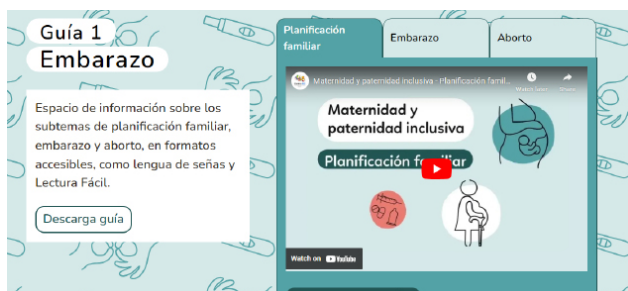 Guía 1
Embarazo
Espacio de información sobre los
subtemas de planificación familiar,
embarazo y aborto, en formatos
accesibles, como lengua de señas y
Lectura Fácil.
Descarga guía
Planificación
familiar
Embarazo
Aborto
Maternidad y paternidad inclusiva - Planificación famil...
Watch later
Share
Maternidad y
paternidad inclusiva
Planificación
Watch on YouTube